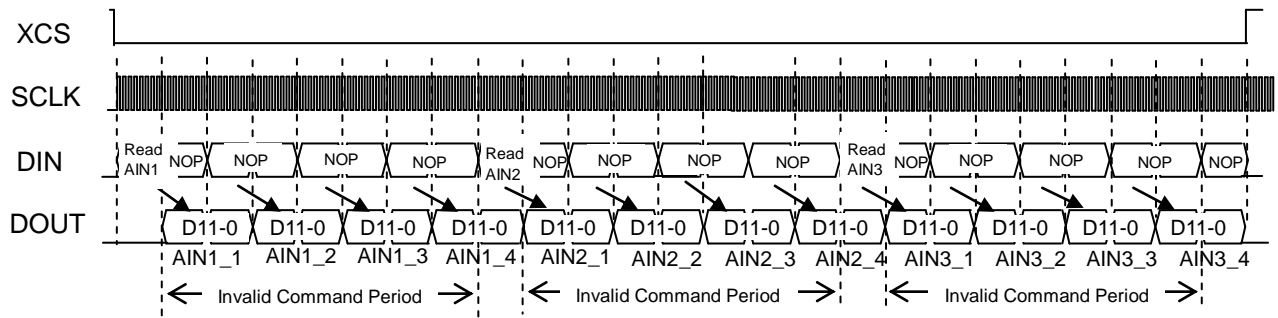 XCS
SCLK
DIN
Read AIN1 NOP NOP NOP NOP Read AIN2 NOP NOP NOP NOP Read AIN3 NOP NOP NOP NOP NOP
DOUT
D11-0 D11-0 D11-0 D11-0 D11-0 D11-0 D11-0 D11-0 D11-0 D11-0 D11-0 D11-0
AIN1_1 AIN1_2 AIN1_3 AIN1_4 AIN2_1 AIN2_2 AIN2_3 AIN2_4 AIN3_1 AIN3_2 AIN3_3 AIN3_4
Invalid Command Period Invalid Command Period Invalid Command Period